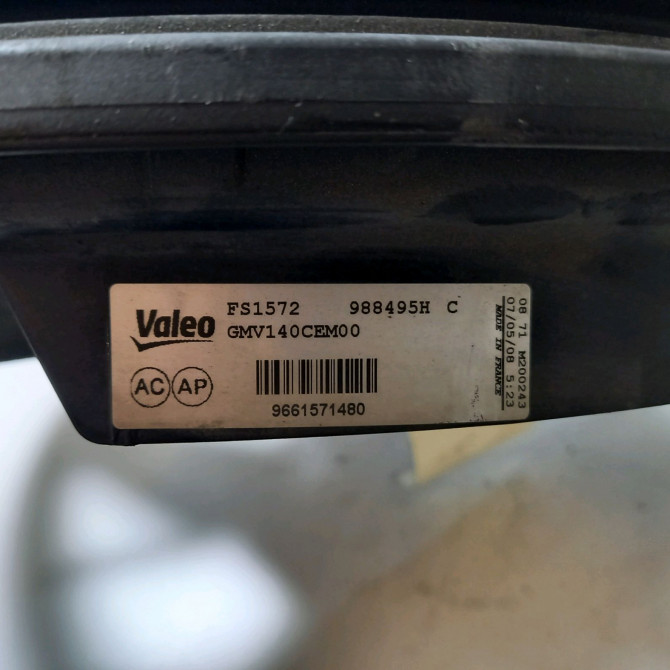 Valeo
FS1572 988495H C
GMV140CEM00
AC AP
9661571480
08 71 M200243
07/05/08 5:23
MADE IN FRANCE